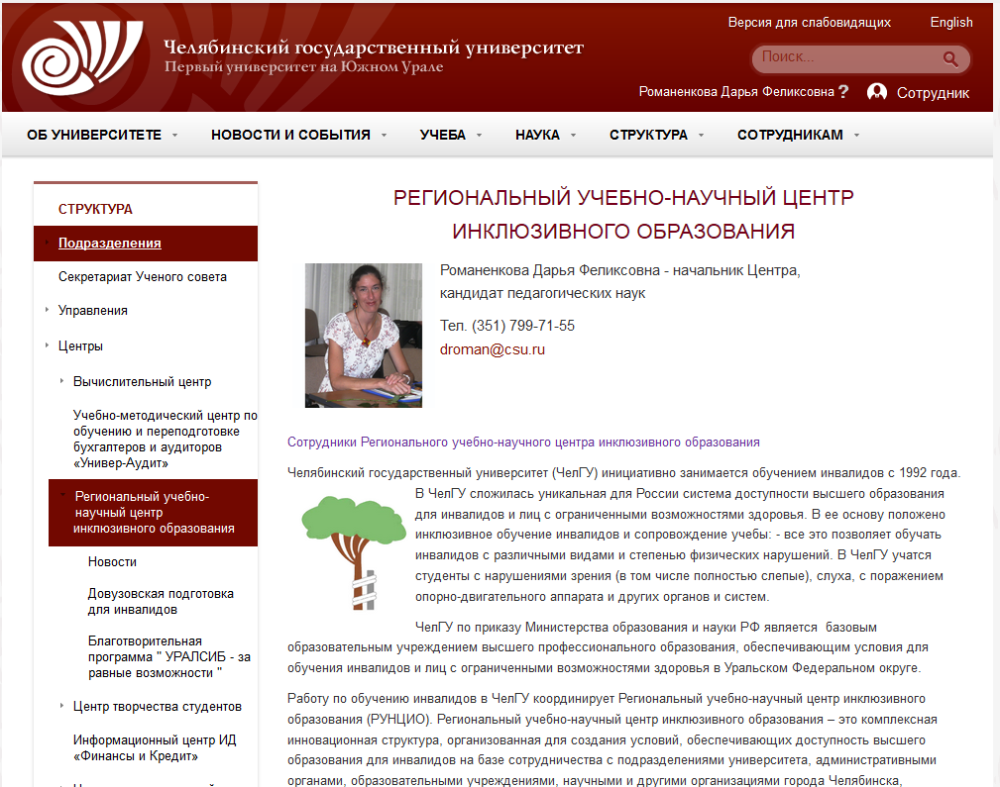 Версия для слабовидящих English
Челябинский государственный университет
Первый университет на Южном Урале
Поиск...
Романенкова Дарья Феликсовна ? Сотрудник
ОБ УНИВЕРСИТЕТЕ НОВОСТИ И СОБЫТИЯ УЧЕБА НАУКА СТРУКТУРА СОТРУДНИКАМ
СТРУКТУРА
Подразделения
Секретариат Ученого совета
Управления
Центры
Вычислительный центр
Учебно-методический центр по
обучению и переподготовке
бухгалтеров и аудиторов
«Универ-Аудит»
Региональный учебно-
научный центр
инклюзивного образования
Новости
Довузовская подготовка
для инвалидов
Благотворительная
программа " УРАЛСИБ - за
равные возможности "
Центр творчества студентов
Информационный центр ИД
«Финансы и Кредит»
РЕГИОНАЛЬНЫЙ УЧЕБНО-НАУЧНЫЙ ЦЕНТР
ИНКЛЮЗИВНОГО ОБРАЗОВАНИЯ
Романенкова Дарья Феликсовна - начальник Центра,
кандидат педагогических наук
Тел. (351) 799-71-55
droman@csu.ru
Сотрудники Регионального учебно-научного центра инклюзивного образования
Челябинский государственный университет (ЧелГУ) инициативно занимается обучением инвалидов с 1992 года.
В ЧелГУ сложилась уникальная для России система доступности высшего образования
для инвалидов и лиц с ограниченными возможностями здоровья. В ее основу положено
инклюзивное обучение инвалидов и сопровождение учебы: - все это позволяет обучать
инвалидов с различными видами и степенью физических нарушений. В ЧелГУ учатся
студенты с нарушениями зрения (в том числе полностью слепые), слуха, с поражением
опорно-двигательного аппарата и других органов и систем.
ЧелГУ по приказу Министерства образования и науки РФ является базовым
образовательным учреждением высшего профессионального образования, обеспечивающим условия для
обучения инвалидов и лиц с ограниченными возможностями здоровья в Уральском Федеральном округе.
Работу по обучению инвалидов в ЧелГУ координирует Региональный учебно-научный центр инклюзивного
образования (РУНЦИО). Региональный учебно-научный центр инклюзивного образования – это комплексная
инновационная структура, организованная для создания условий, обеспечивающих доступность высшего
образования для инвалидов на базе сотрудничества с подразделениями университета, административными
органами, образовательными учреждениями, научными и другими организациями города Челябинска,